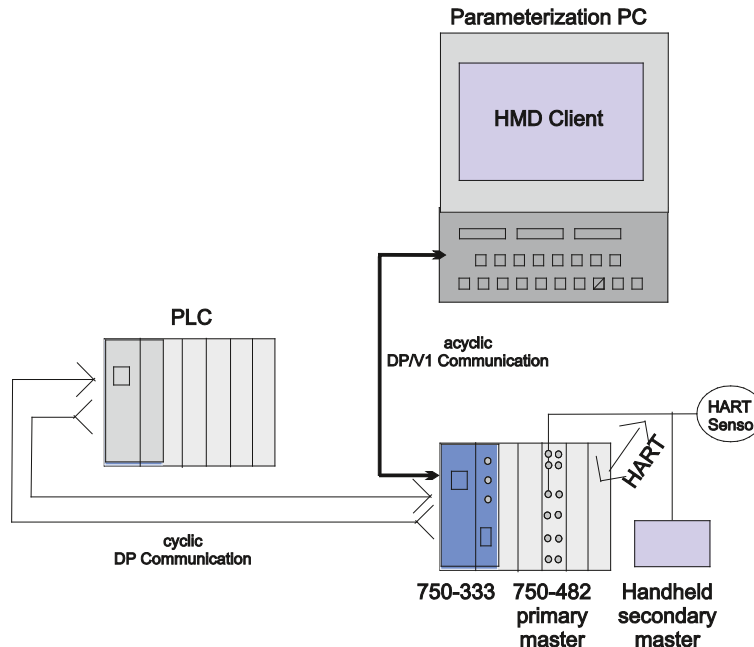 Parameterization PC
HMD Client
PLC
acyclic
DP/V1 Communication
HART
Senso
HART
cyclic
DP Communication
750-333
750-482
primary
master
Handheld
secondary
master